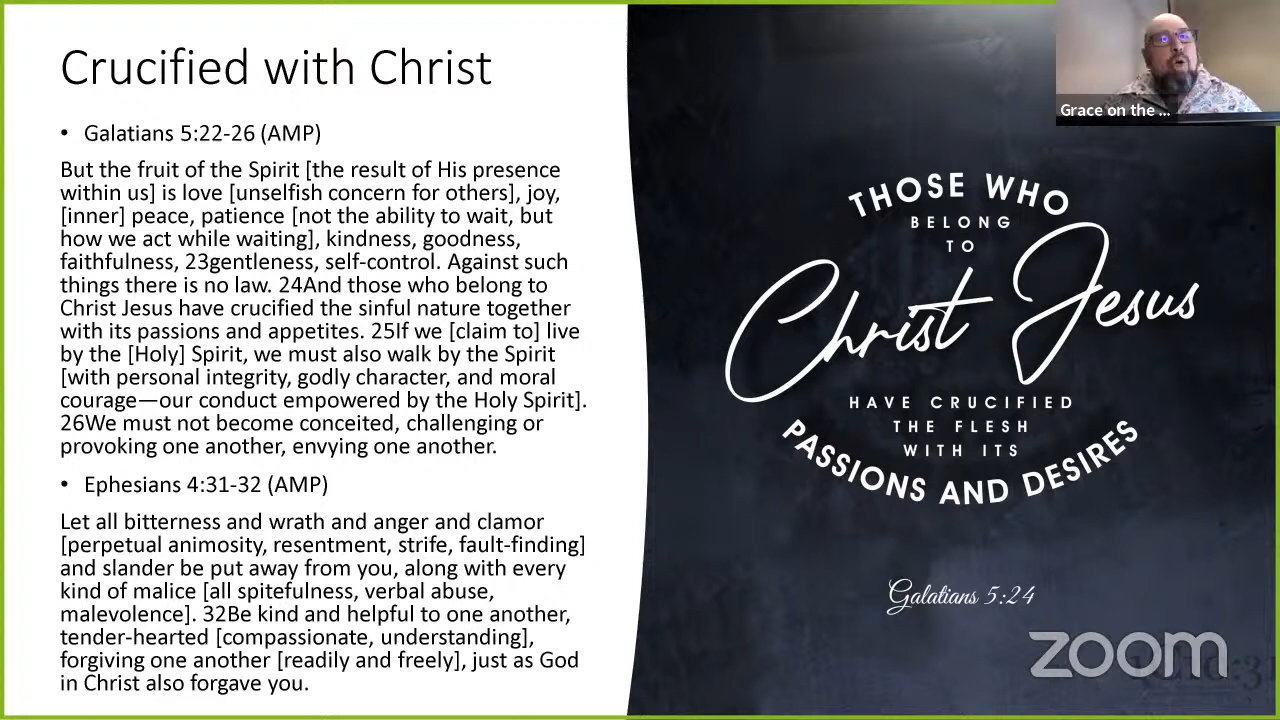 Crucified with Christ
• Galatians 5:22-26 (AMP)
But the fruit of the Spirit [the result of His presence
within us] is love [unselfish concern for others], joy,
[inner] peace, patience [not the ability to wait, but
how we act while waiting], kindness, goodness,
faithfulness, 23gentleness, self-control. Against such
things there is no law. 24And those who belong to
Christ Jesus have crucified the sinful nature together
with its passions and appetites. 25If we [claim to] live
by the [Holy] Spirit, we must also walk by the Spirit
[with personal integrity, godly character, and moral
courage—our conduct empowered by the Holy Spirit].
26We must not become conceited, challenging or
provoking one another, envying one another.
• Ephesians 4:31-32 (AMP)
Let all bitterness and wrath and anger and clamor
[perpetual animosity, resentment, strife, fault-finding]
and slander be put away from you, along with every
kind of malice [all spitefulness, verbal abuse,
malevolence]. 32Be kind and helpful to one another,
tender-hearted [compassionate, understanding],
forgiving one another [readily and freely], just as God
in Christ also forgave you.
Grace on the ...
THOSE WHO
BELONG
TO
Christ Jesus
HAVE CRUCIFIED
THE FLESH
WITH ITS
PASSIONS AND DESIRES
Galatians 5:24
zoom